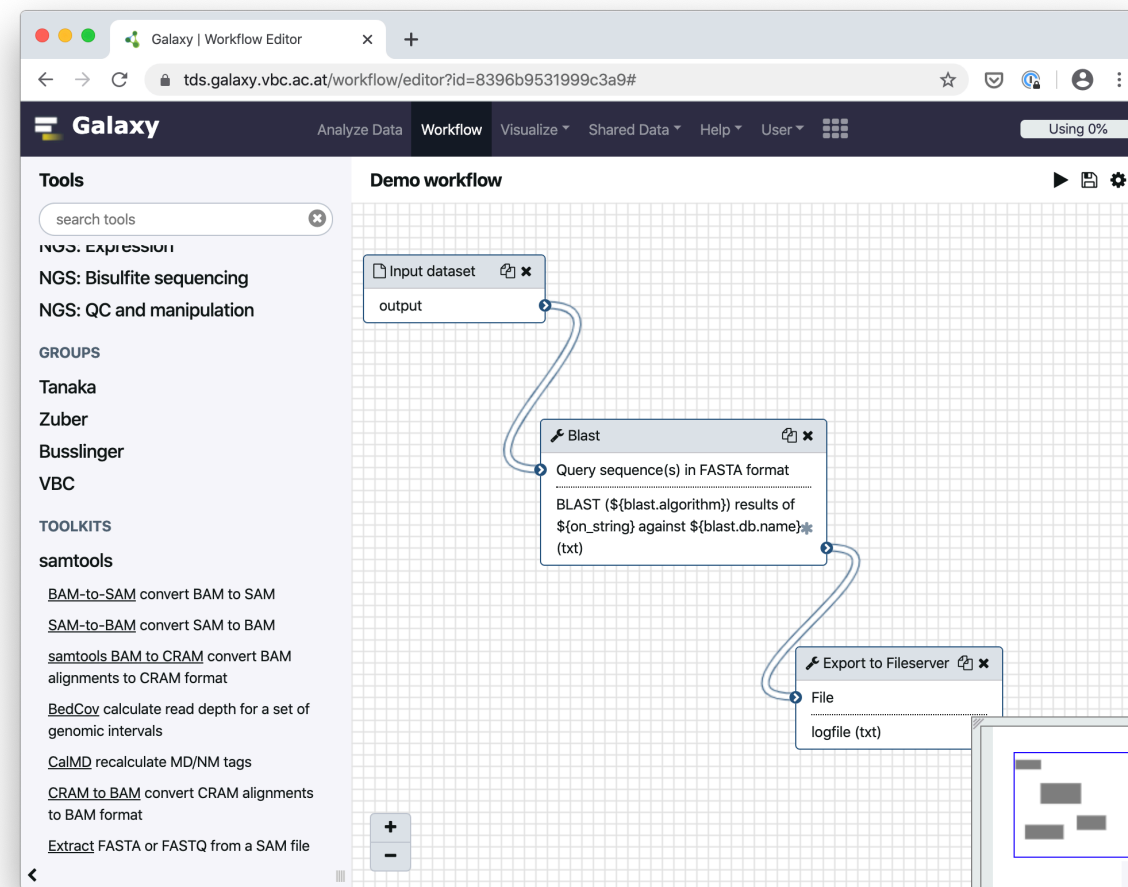 Galaxy | Workflow Editor
tds.galaxy.vbc.ac.at/workflow/editor?id=8396b9531999c3a9#
Galaxy
Analyze Data
Workflow
Visualize
Shared Data
Help
User
Using 0%
Tools
search tools
NGS: Expression
NGS: Bisulfite sequencing
NGS: QC and manipulation
GROUPS
Tanaka
Zuber
Busslinger
VBC
TOOLKITS
samtools
BAM-to-SAM convert BAM to SAM
SAM-to-BAM convert SAM to BAM
samtools BAM to CRAM convert BAM
alignments to CRAM format
BedCov calculate read depth for a set of
genomic intervals
CalMD recalculate MD/NM tags
CRAM to BAM convert CRAM alignments
to BAM format
Extract FASTA or FASTQ from a SAM file
Demo workflow
Input dataset
output
Blast
Query sequence(s) in FASTA format
BLAST (${blast.algorithm}) results of
${on_string} against ${blast.db.name}
(txt)
Export to Fileserver
File
logfile (txt)